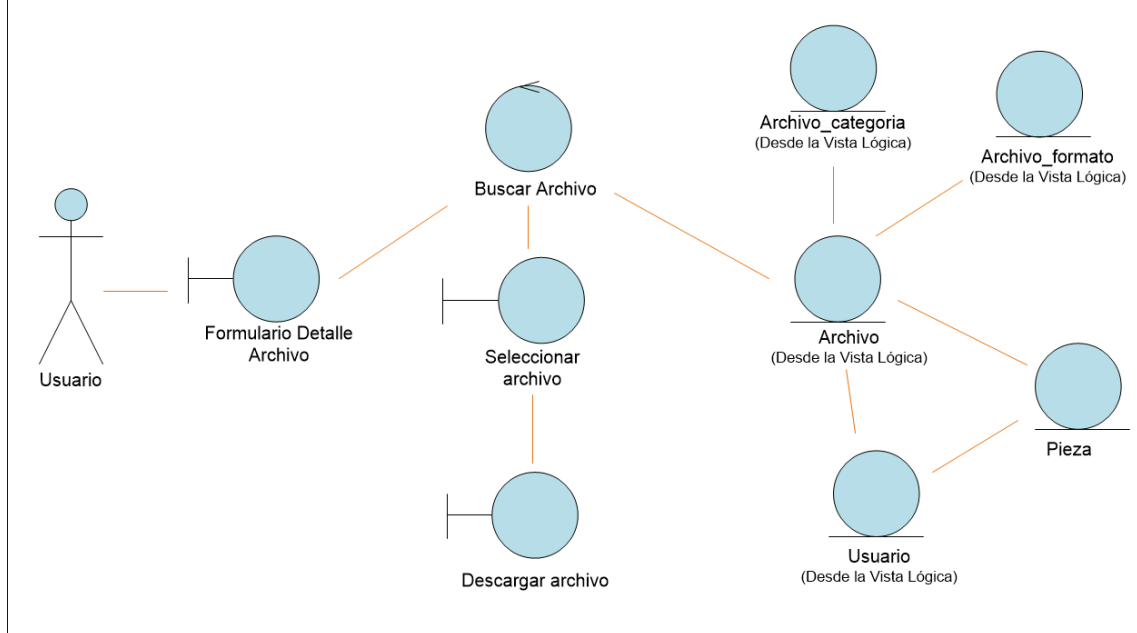 Archivo_categoria
(Desde la Vista Lógica)
Archivo_formato
(Desde la Vista Lógica)
Buscar Archivo
Formulario Detalle
Archivo
Usuario
Seleccionar
archivo
Archivo
(Desde la Vista Lógica)
Pieza
Descargar archivo
Usuario
(Desde la Vista Lógica)